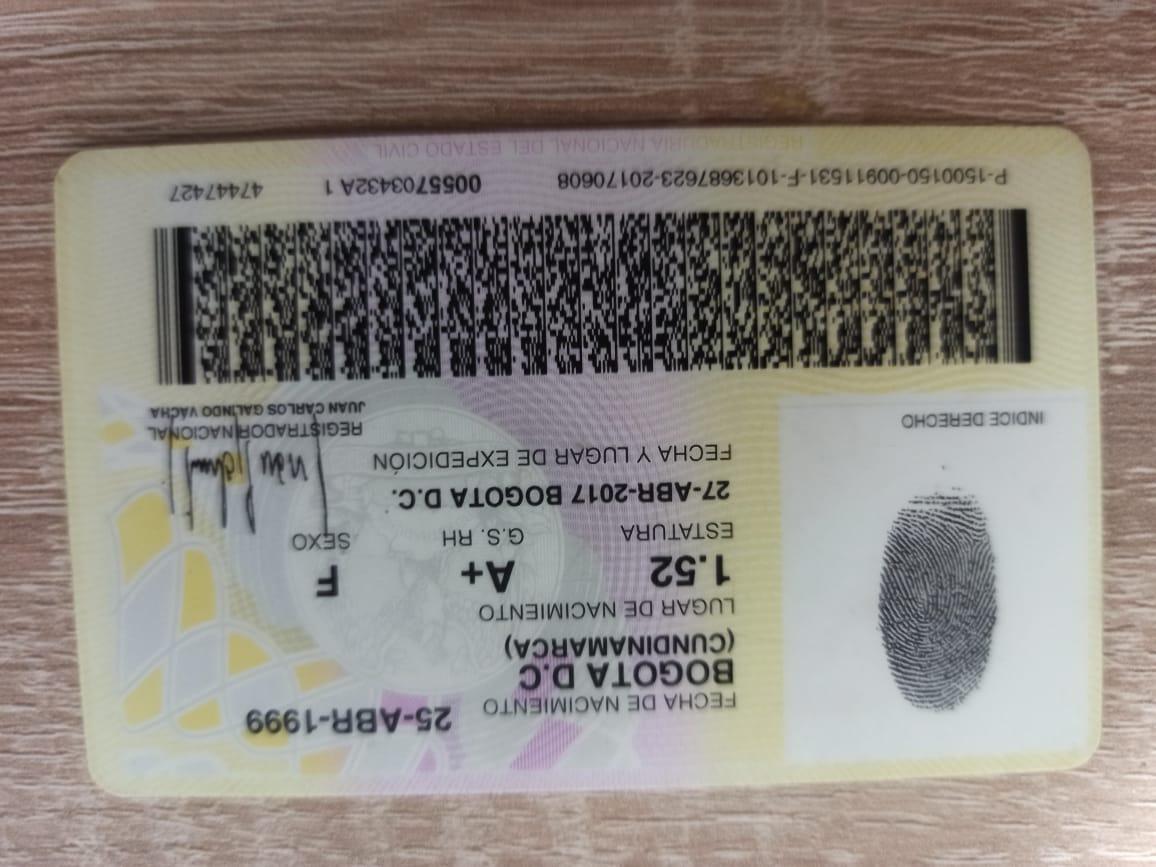 FECHA DE NACIMIENTO 25-ABR-1999
BOGOTA D.C
(CUNDINAMARCA)
LUGAR DE NACIMIENTO
1.52 A+ F
ESTATURA G.S. RH SEXO
27-ABR-2017 BOGOTA D.C.
FECHA Y LUGAR DE EXPEDICIÓN
REGISTRADOR NACIONAL
JUAN CARLOS GALINDO VÁCHA
INDICE DERECHO
P-1500150-00911531-F-1013687623-20170608 0055703432A 1 47447427
REGISTRADURIA NACIONAL DEL ESTADO CIVIL